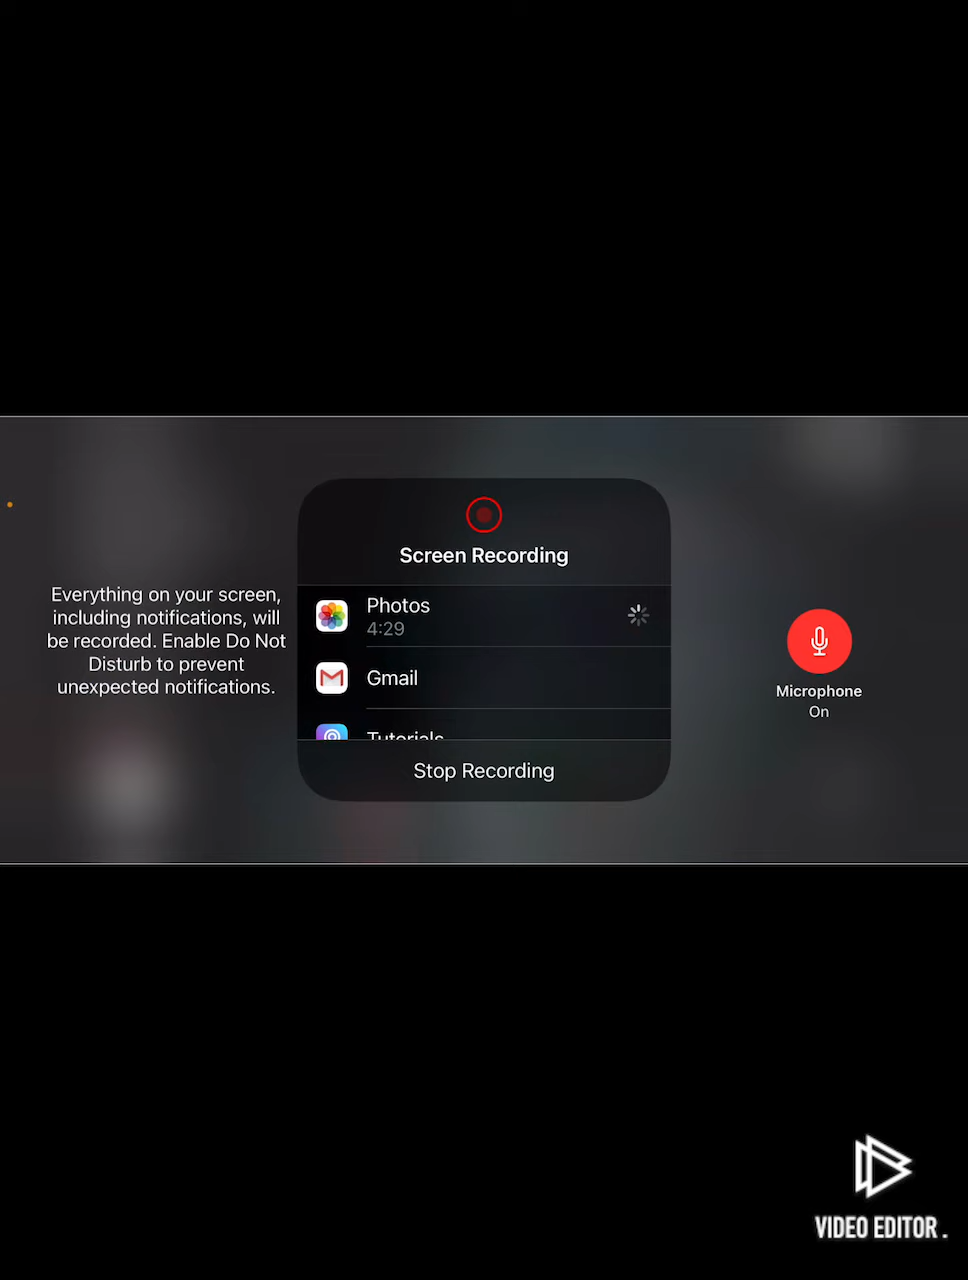 Screen Recording
Everything on your screen,
including notifications, will
be recorded. Enable Do Not
Disturb to prevent
unexpected notifications.
Photos
4:29
Gmail
Tutorials
Stop Recording
Microphone
On
VIDEO EDITOR.